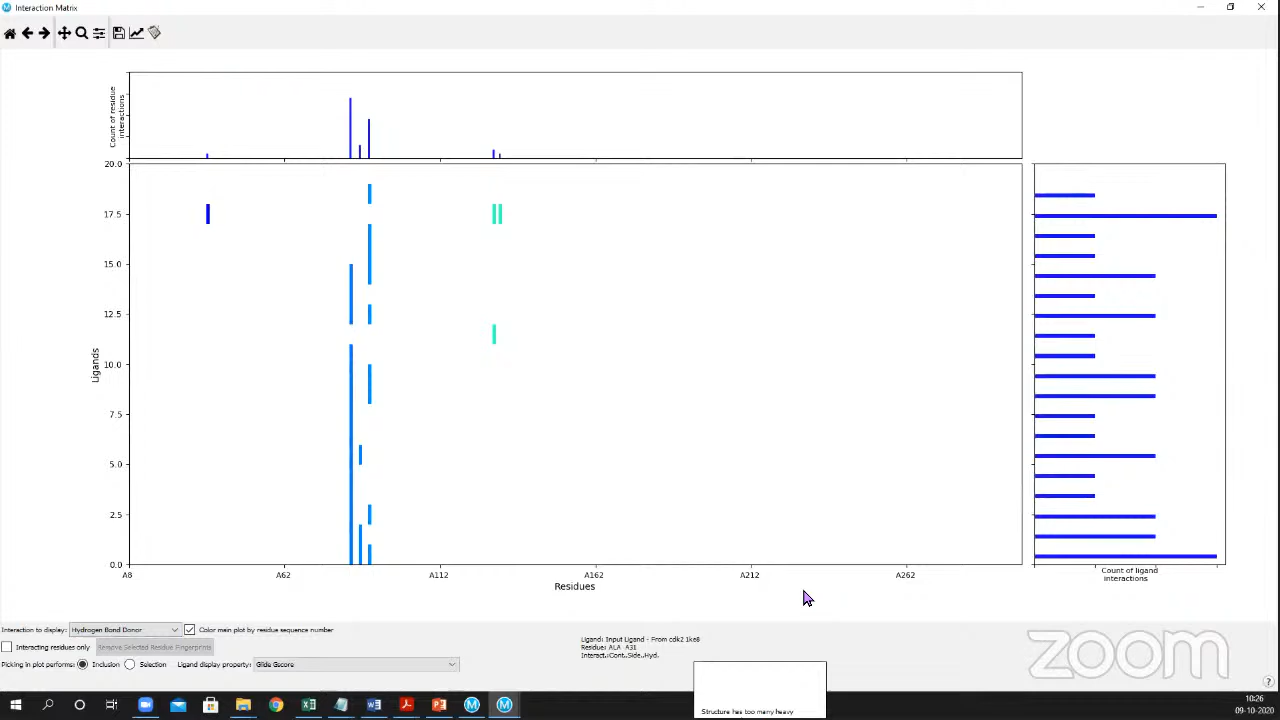 Interaction Matrix
Count of residue
interactions
20.0
17.5
15.0
12.5
10.0
7.5
5.0
2.5
0.0
Ligands
A8
A62
A112
A162
A212
A262
Residues
Count of ligand
interactions
Interaction to display: Hydrogen Bond Donor
Color main plot by residue sequence number
Interacting residues only
Remove Selected Residue Fingerprints
Picking in plot performs: Inclusion Selection Ligand display property: Glide Gscore
Ligand: Input Ligand - From cdk2 1ke8
Residue: ALA A31
Interact.:Cont..Side..Hyd.
Structure has too many heavy
zoom
10:26
09-10-2020